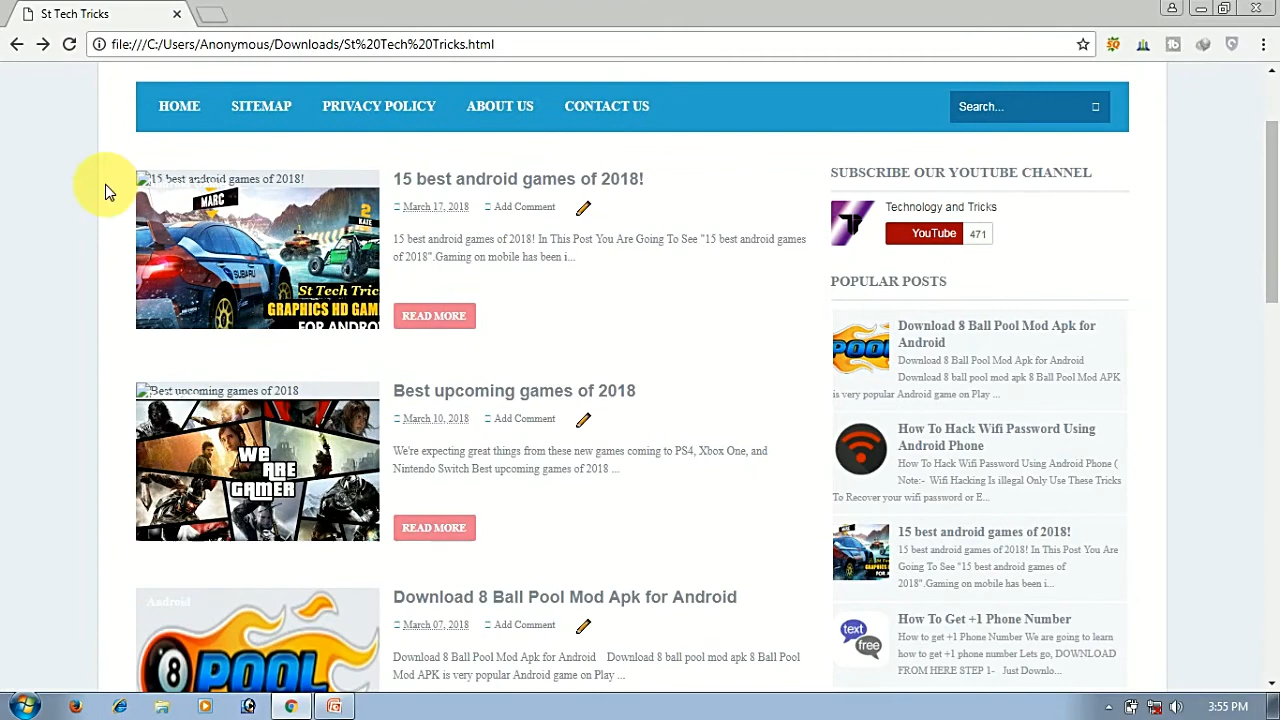 St Tech Tricks
file:///C:/Users/Anonymous/Downloads/St%20Tech%20Tricks.html
HOME SITEMAP PRIVACY POLICY ABOUT US CONTACT US
Search...
15 best android games of 2018!
MARC
2
KATE
SUBARU
St Tech Tric
GRAPHICS HD GAM
FOR ANDRO
15 best android games of 2018!
March 17, 2018 Add Comment
15 best android games of 2018! In This Post You Are Going To See "15 best android games
of 2018".Gaming on mobile has been i...
READ MORE
Best upcoming games of 2018
WE
ARE
GAMER
Best upcoming games of 2018
March 10, 2018 Add Comment
We're expecting great things from these new games coming to PS4, Xbox One, and
Nintendo Switch Best upcoming games of 2018 ...
READ MORE
Android
8 POOL
Download 8 Ball Pool Mod Apk for Android
March 07, 2018 Add Comment
Download 8 Ball Pool Mod Apk for Android Download 8 ball pool mod apk 8 Ball Pool
Mod APK is very popular Android game on Play ...
SUBSCRIBE OUR YOUTUBE CHANNEL
Technology and Tricks
YouTube 471
POPULAR POSTS
POOL
Download 8 Ball Pool Mod Apk for
Android
Download 8 Ball Pool Mod Apk for Android
Download 8 ball pool mod apk 8 Ball Pool Mod APK
is very popular Android game on Play ...
How To Hack Wifi Password Using
Android Phone
How To Hack Wifi Password Using Android Phone (
Note:- Wifi Hacking Is illegal Only Use These Tricks
To Recover your wifi password or E...
15 best android games of 2018!
15 best android games of 2018! In This Post You Are
Going To See "15 best android games of
2018".Gaming on mobile has been i...
text
free
How To Get +1 Phone Number
How to get +1 Phone Number We are going to learn
how to get +1 phone number Lets go, DOWNLOAD
FROM HERE STEP 1- Just Downlo...
3:55 PM